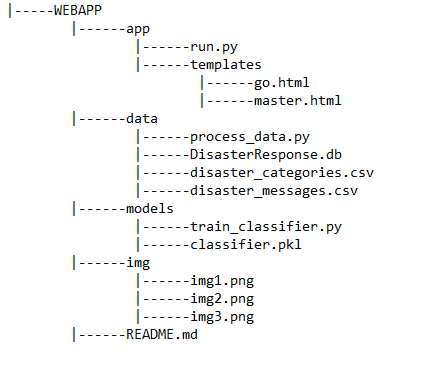 |-----WEBAPP
|------app
|------run.py
|------templates
|------go.html
|------master.html
|------data
|------process_data.py
|------DisasterResponse.db
|------disaster_categories.csv
|------disaster_messages.csv
|------models
|------train_classifier.py
|------classifier.pkl
|------img
|------img1.png
|------img2.png
|------img3.png
|------README.md